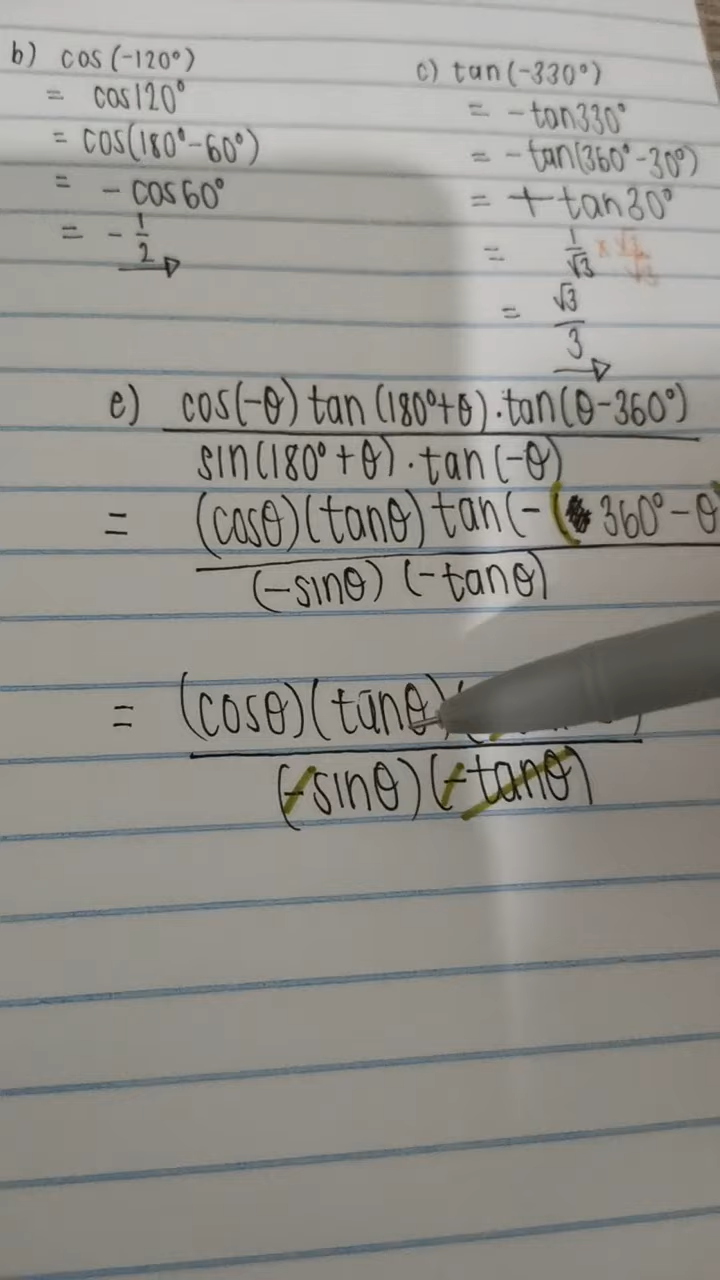 b) cos(-120°)
= cos120°
= cos(180°-60°)
= -cos60°
= -1/2
c) tan(-330°)
= -tan330°
= -tan(360°-30°)
= +tan30°
= 1/√3 × √3/√3
= √3/3
e) cos(-θ) tan(180°+θ).tan(θ-360°)
sin(180°+θ).tan(-θ)
= (cosθ)(tanθ) tan(-(360°-θ
(-sinθ)(-tanθ)
= (cosθ)(tanθ)(
(-sinθ)(-tanθ)